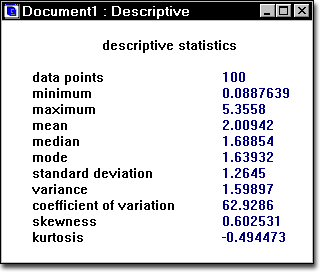 Document1 : Descriptive
descriptive statistics
data points 100
minimum 0.0887639
maximum 5.3558
mean 2.00942
median 1.68854
mode 1.63932
standard deviation 1.2645
variance 1.59897
coefficient of variation 62.9286
skewness 0.602531
kurtosis -0.494473